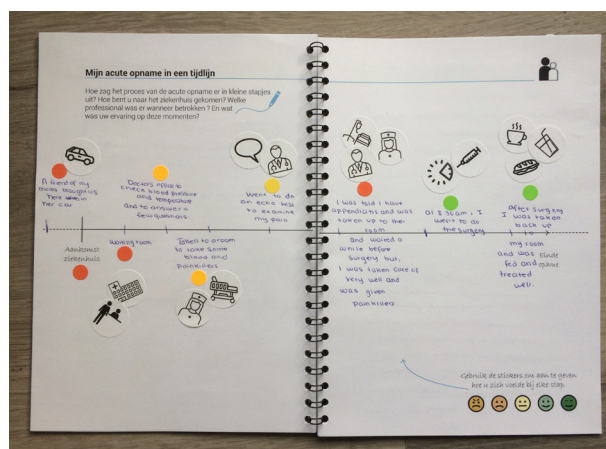 Mijn acute opname in een tijdlijn
Hoe zag het proces van de acute opname er in kleine stapjes
uit? Hoe bent u naar het ziekenhuis gekomen? Welke
professional was er wanneer betrokken? En wat
was uw ervaring op deze momenten?
A friend of my
brought us
here in
her car
Aankomst
ziekenhuis
Doctors office to
check blood pressure
and temperature
and to answer a
few questions.
Waiting room
Taken to a room
to take some
blood and
painkillers
Went to do
an echo test
to examine
my pain
I was told I have
appendicitis and was
taken up to the
room
and waited a
while before
surgery but,
I was taken care of
very well and
was given
painkillers
At 8:30am, I
went to do
the surgery
After surgery
I was taken
back up
my room
and was
fed and
treated
well.
Einde
opname
Gebruik de stickers om aan te geven
hoe u zich voelde bij elke stap.